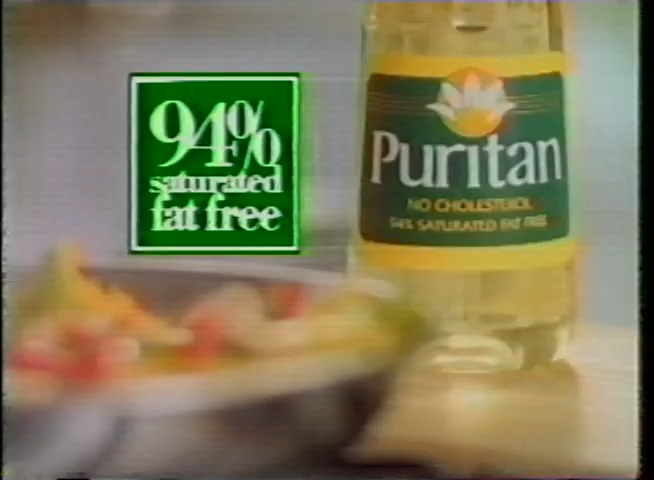 94%
saturated
fat free
Puritan
NO CHOLESTEROL
94% SATURATED FAT FREE